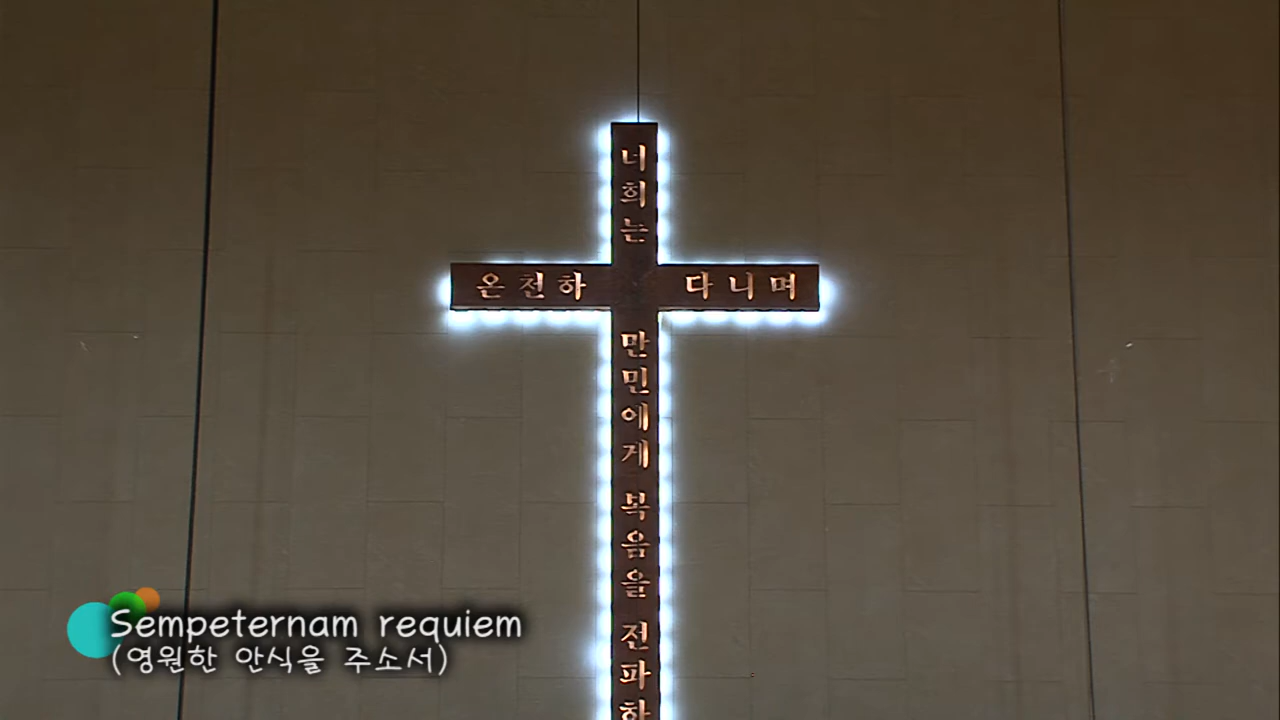 너희는
온천하 다니며
만민에게 복음을 전파하
Sempeternam requiem
(영원한 안식을 주소서)